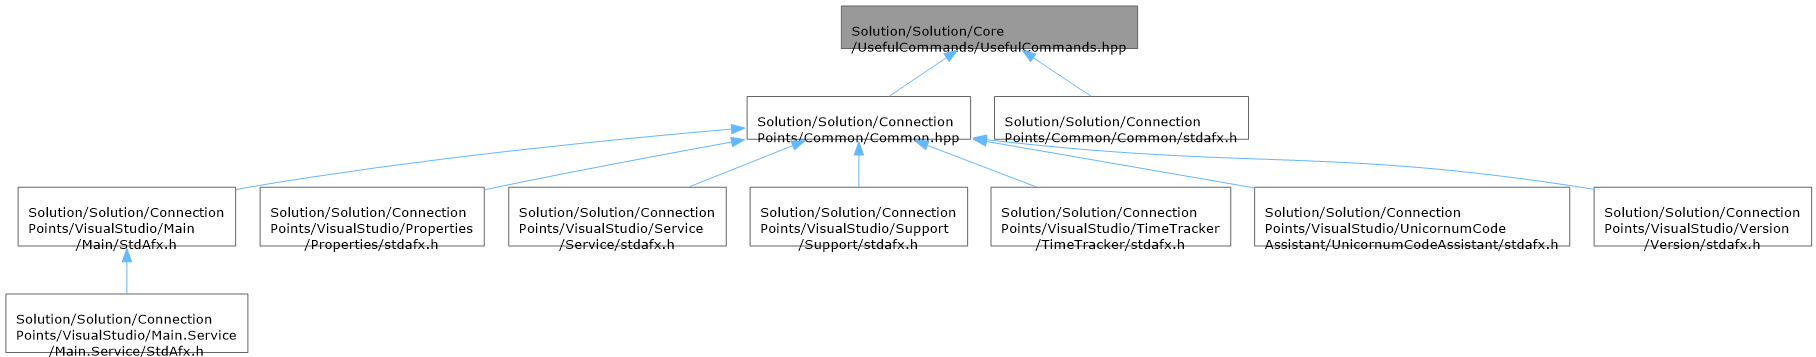 Solution/Solution/Core
/UsefulCommands/UsefulCommands.hpp
Solution/Solution/Connection
Points/Common/Common.hpp
Solution/Solution/Connection
Points/Common/Common/stdafx.h
Solution/Solution/Connection
Points/VisualStudio/Main
/Main/StdAfx.h
Solution/Solution/Connection
Points/VisualStudio/Properties
/Properties/stdafx.h
Solution/Solution/Connection
Points/VisualStudio/Service
/Service/stdafx.h
Solution/Solution/Connection
Points/VisualStudio/Support
/Support/stdafx.h
Solution/Solution/Connection
Points/VisualStudio/TimeTracker
/TimeTracker/stdafx.h
Solution/Solution/Connection
Points/VisualStudio/UnicornumCode
Assistant/UnicornumCodeAssistant/stdafx.h
Solution/Solution/Connection
Points/VisualStudio/Version
/Version/stdafx.h
Solution/Solution/Connection
Points/VisualStudio/Main.Service
/Main.Service/StdAfx.h